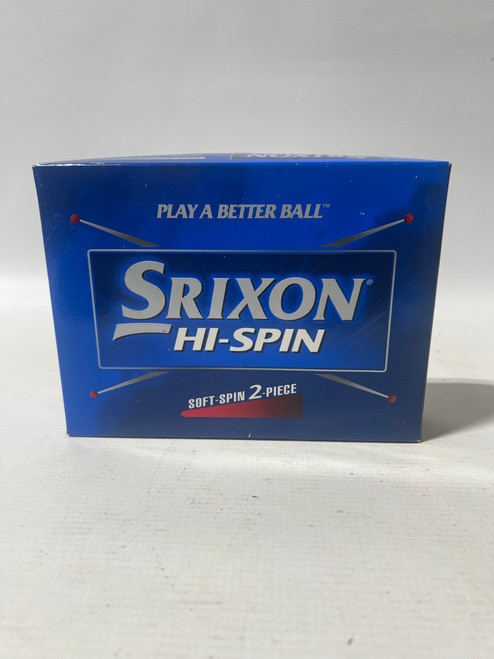 PLAY A BETTER BALL™
SRIXON®
HI-SPIN
SOFT-SPIN 2-PIECE